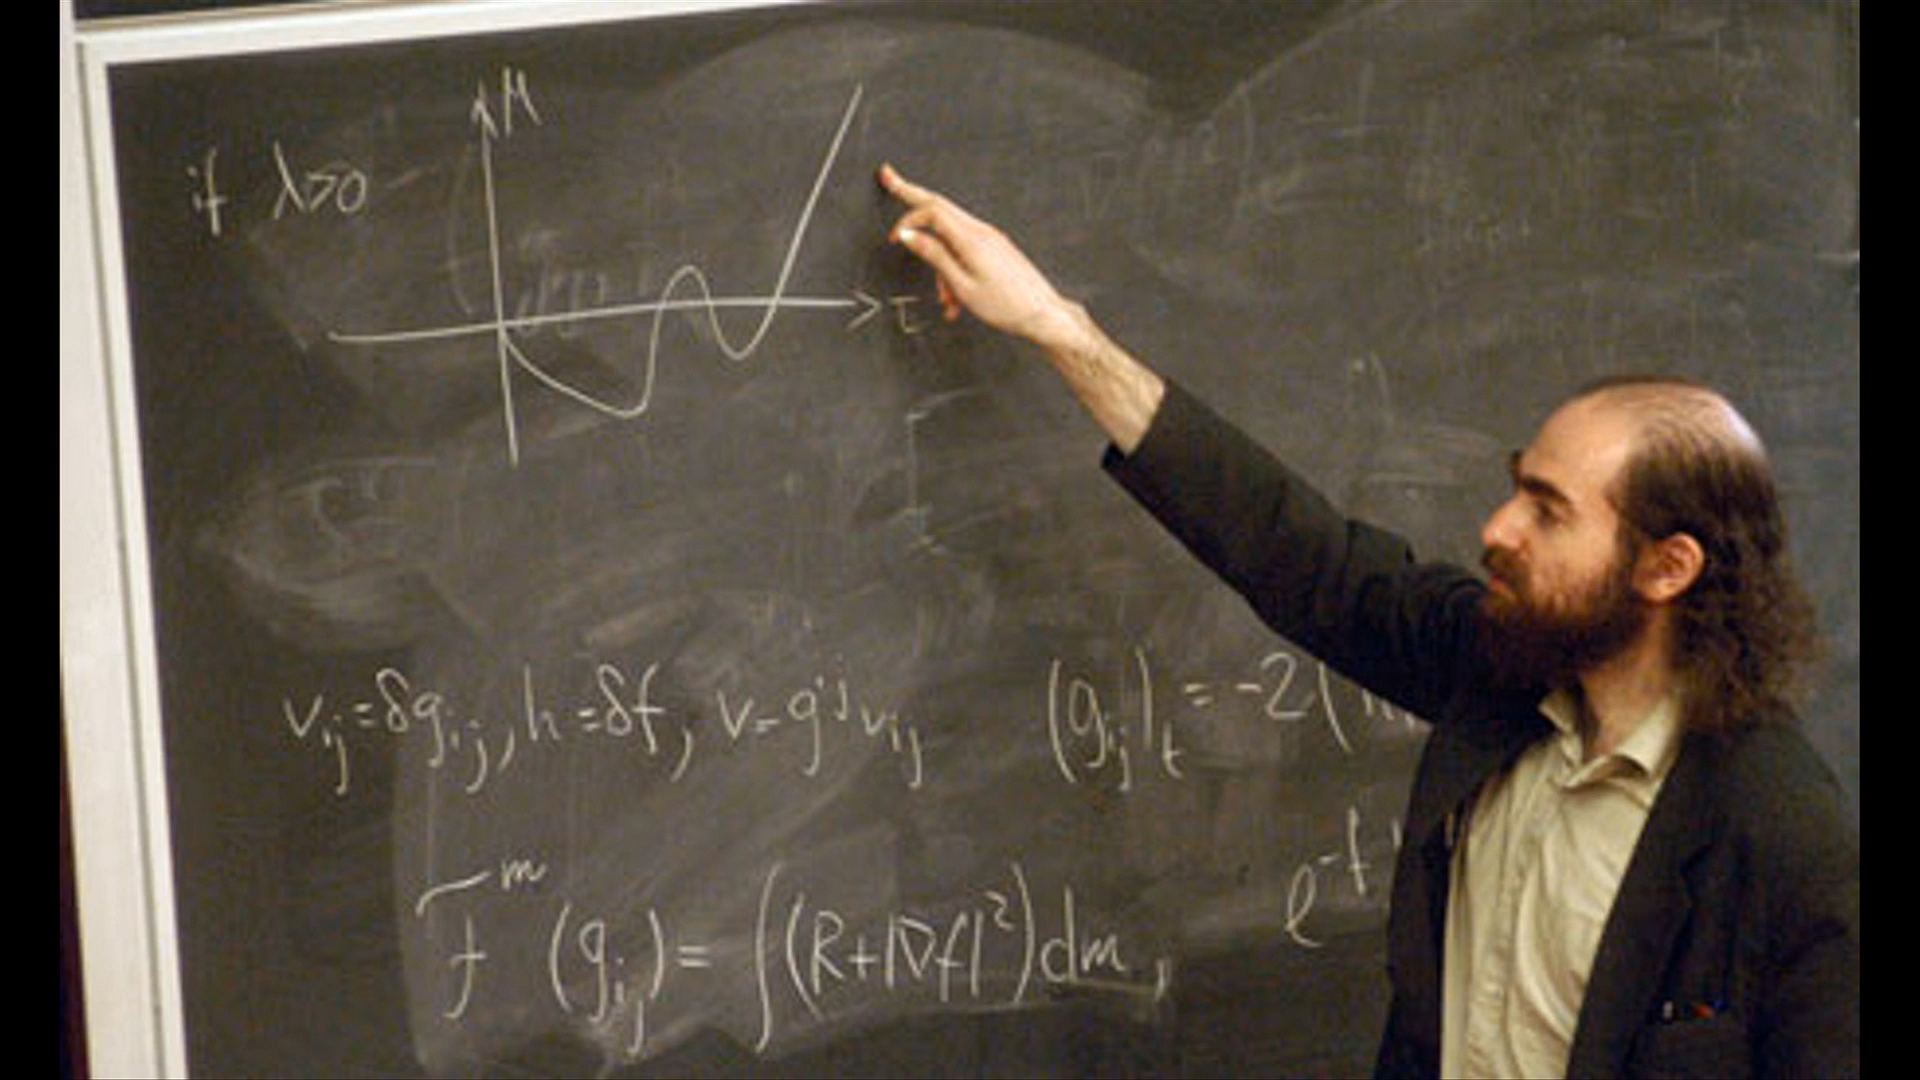 if λ>0
μ
τ
v_ij = δg_ij, h = δf, v = g^ij v_ij (g_ij)_t = -2(
F^m (g_ij) = ∫(R+|∇f|²)dm, e^-f